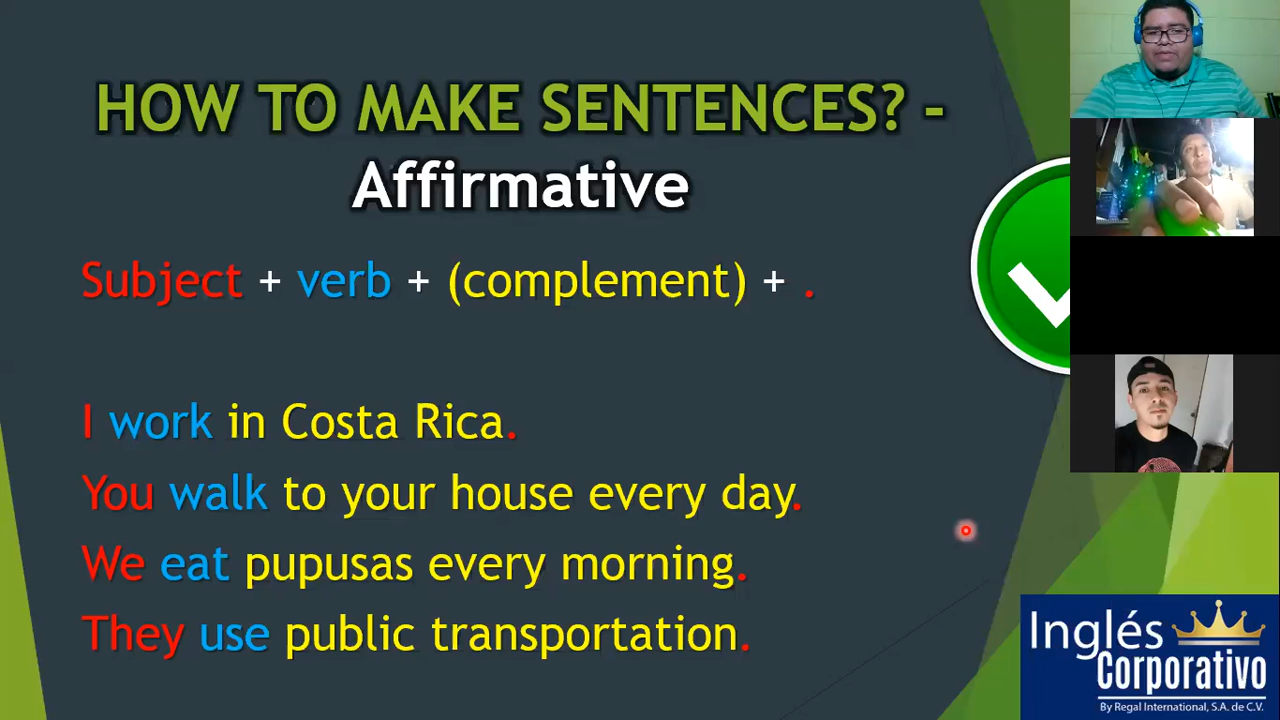 HOW TO MAKE SENTENCES? -
Affirmative
Subject + verb + (complement) + .
I work in Costa Rica.
You walk to your house every day.
We eat pupusas every morning.
They use public transportation.
Inglés
Corporativo
By Regal International, S.A. de C.V.